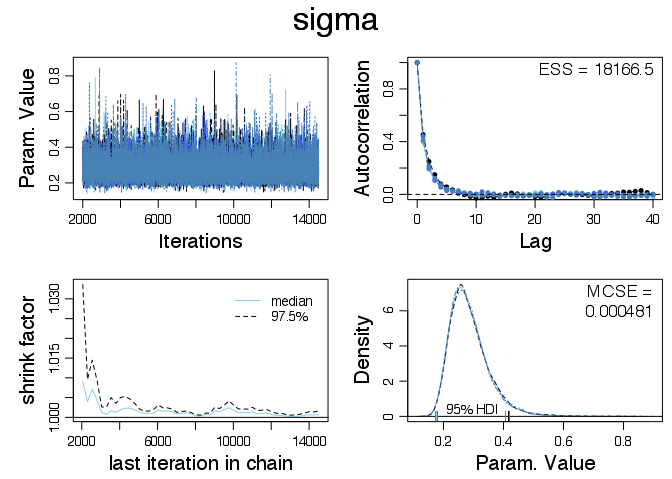 sigma
Param. Value
0.2 0.4 0.6 0.8
2000 6000 10000 14000
Iterations
Autocorrelation
0.0 0.4 0.8
ESS = 18166.5
0 10 20 30 40
Lag
shrink factor
1.000 1.015 1.030
median
97.5%
2000 6000 10000 14000
last iteration in chain
Density
0 2 4 6
MCSE =
0.000481
95% HDI
0.2 0.4 0.6 0.8
Param. Value